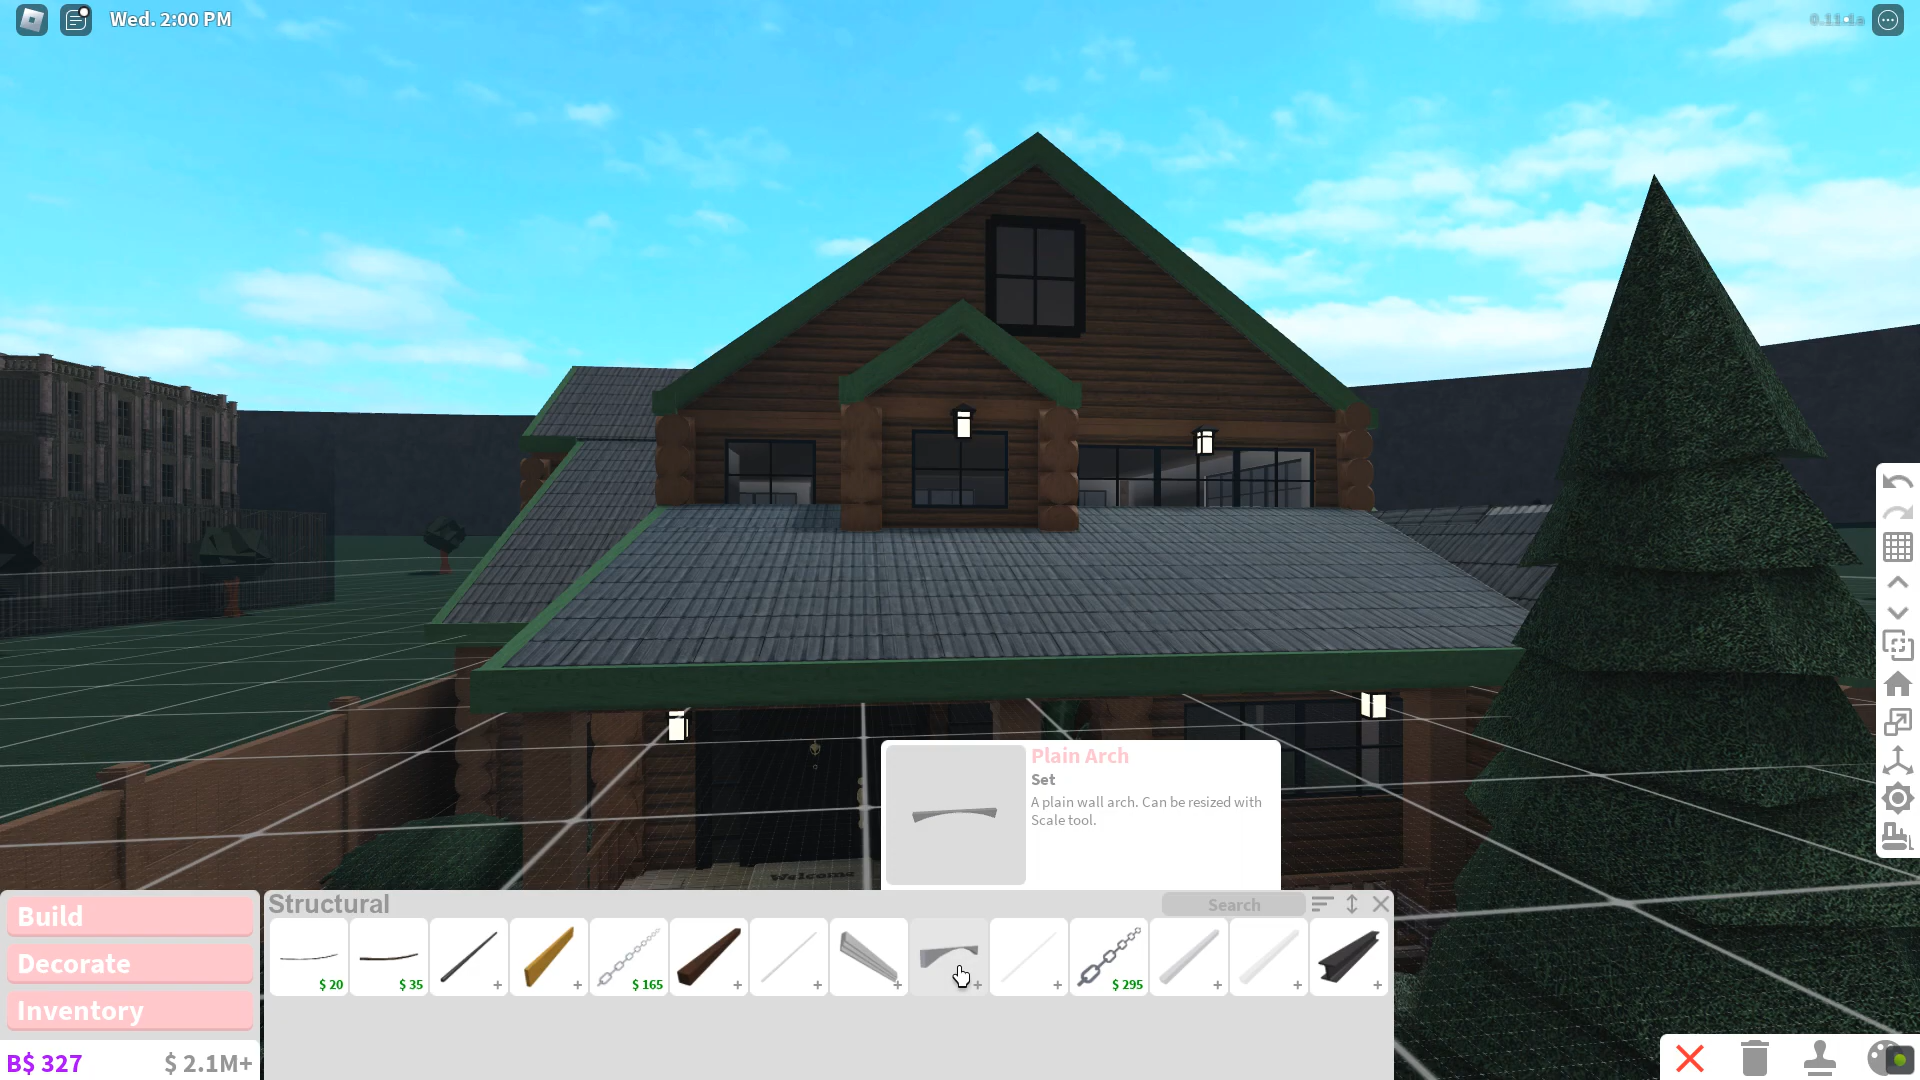 Wed. 2:00 PM
Welcome
Plain Arch
Set
A plain wall arch. Can be resized with
Scale tool.
Build
Decorate
Inventory
B$ 327
$ 2.1M+
Structural
Search
$ 20
$ 35
+
+
$ 165
+
+
+
+
+
$ 295
+
+
+